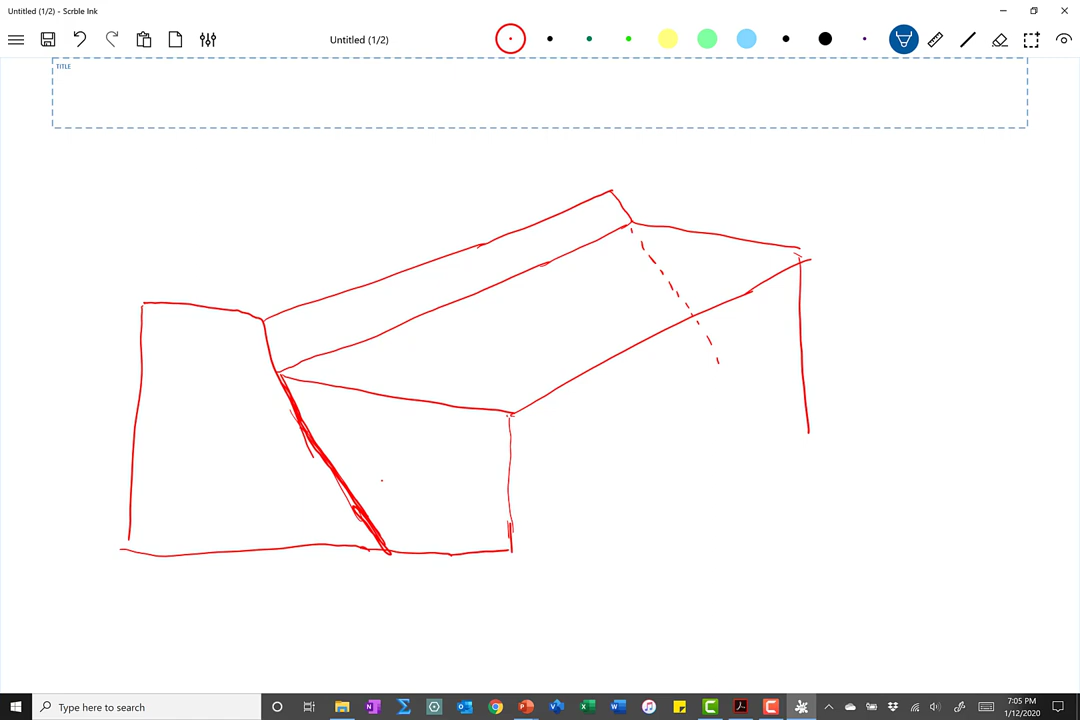 Untitled (1/2) - Scrble Ink
Untitled (1/2)
TITLE
Type here to search
7:05 PM
1/12/2020